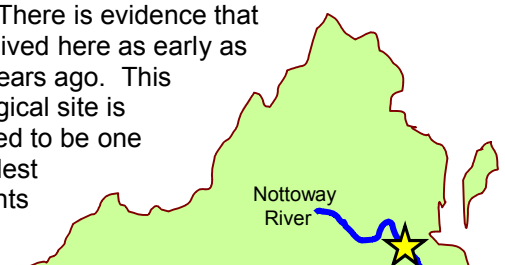 There is evidence that
ived here as early as
ears ago. This
gical site is
ed to be one
lest
nts
Nottoway
River